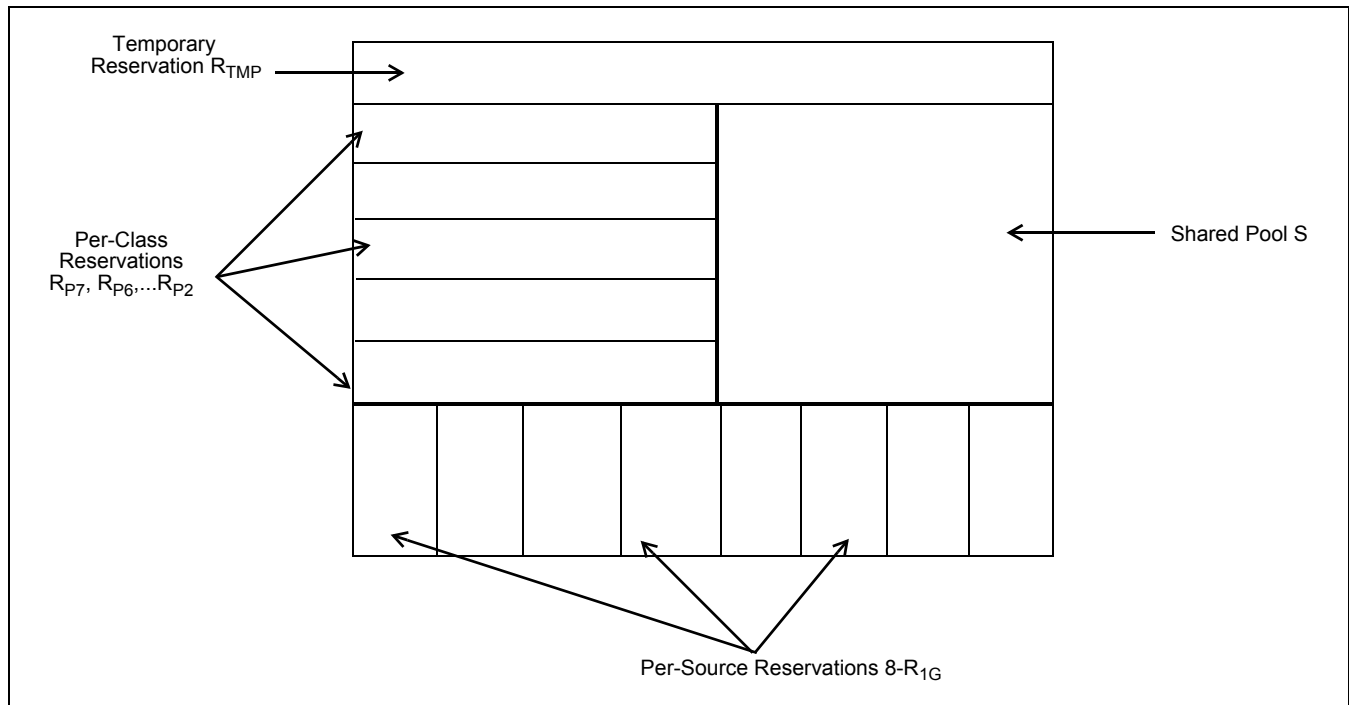 Temporary
Reservation R_TMP
Per-Class
Reservations
R_P7, R_P6,...R_P2
Shared Pool S
Per-Source Reservations 8-R_1G